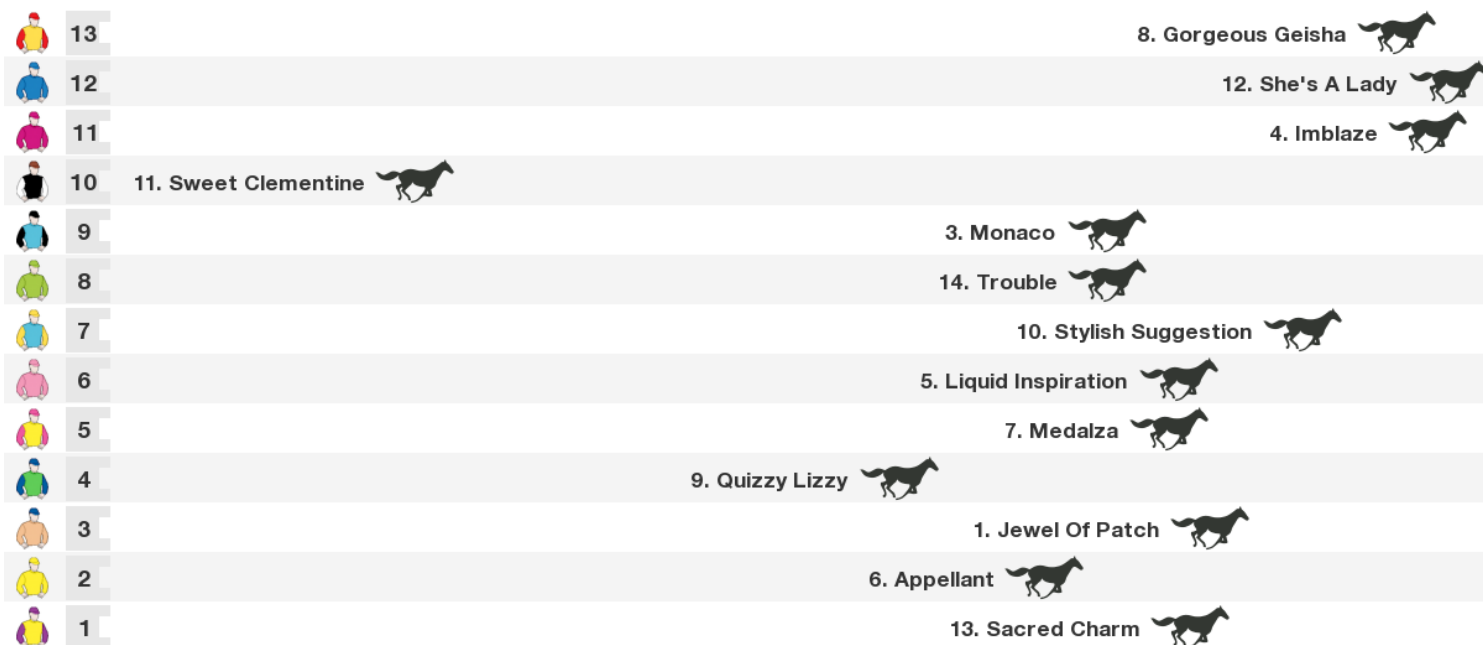 13 8. Gorgeous Geisha
12 12. She's A Lady
11 4. Imblaze
10 11. Sweet Clementine
9 3. Monaco
8 14. Trouble
7 10. Stylish Suggestion
6 5. Liquid Inspiration
5 7. Medalza
4 9. Quizzy Lizzy
3 1. Jewel Of Patch
2 6. Appellant
1 13. Sacred Charm